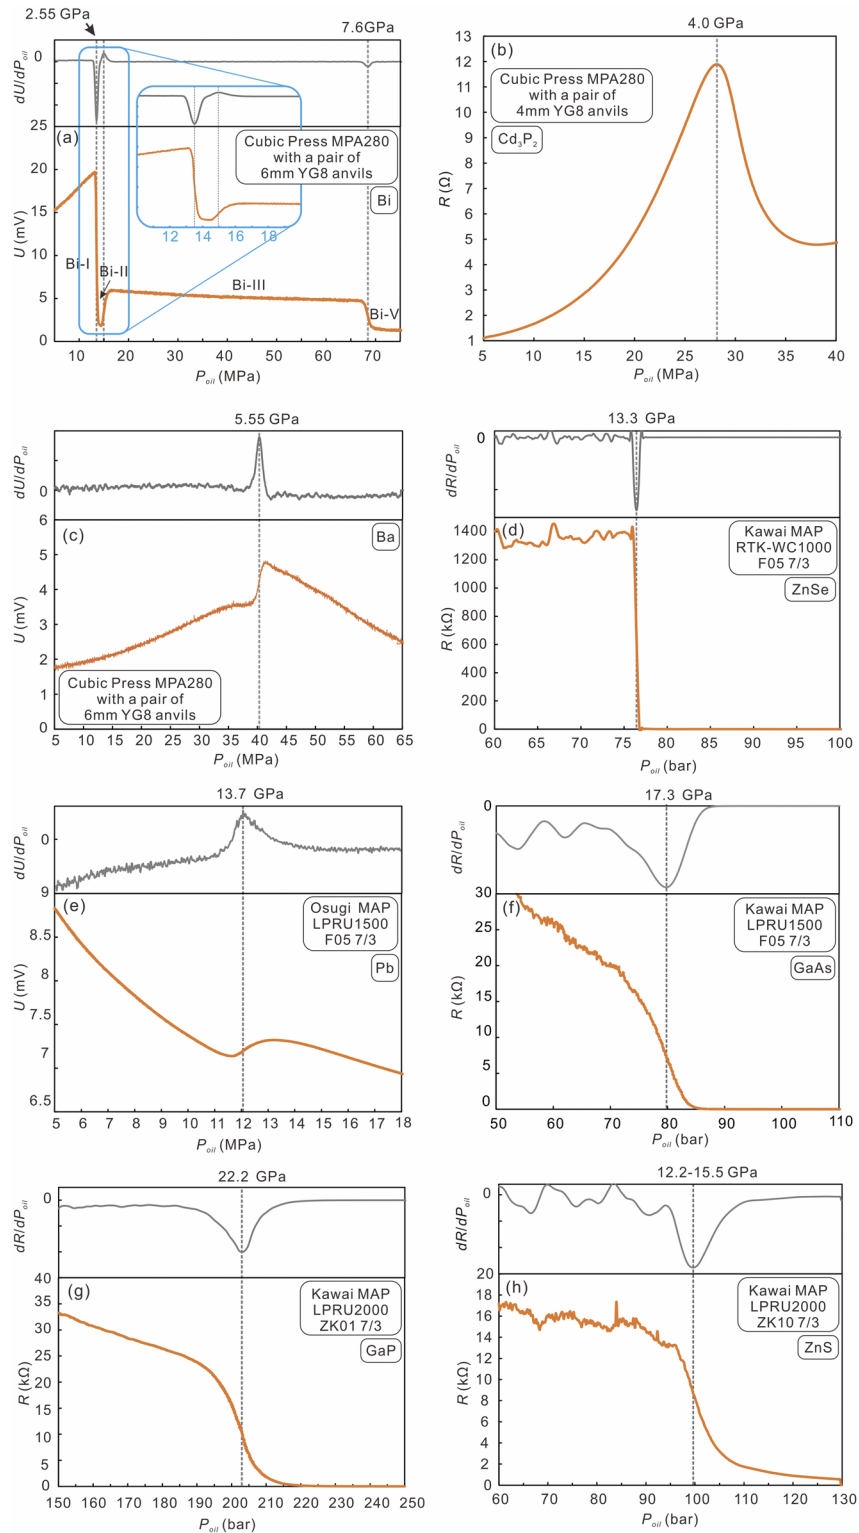 2.55 GPa
7.6GPa
0
dU/dP_oil
25
(a)
Cubic Press MPA280
with a pair of
6mm YG8 anvils
Bi
20
15
10
5
0
U (mV)
Bi-I
Bi-II
Bi-III
Bi-V
12 14 16 18
10 20 30 40 50 60 70
P_oil (MPa)
4.0 GPa
(b)
Cubic Press MPA280
with a pair of
4mm YG8 anvils
Cd₃P₂
13
12
11
10
9
8
7
6
5
4
3
2
1
R (Ω)
5 10 15 20 25 30 35 40
P_oil (MPa)
5.55 GPa
0
dU/dP_oil
6
(c)
Ba
5
4
3
2
1
0
U (mV)
Cubic Press MPA280
with a pair of
6mm YG8 anvils
5 10 15 20 25 30 35 40 45 50 55 60 65
P_oil (MPa)
13.3 GPa
0
dR/dP_oil
(d)
Kawai MAP
RTK-WC1000
F05 7/3
ZnSe
1400
1200
1000
800
600
400
200
0
R (kΩ)
60 65 70 75 80 85 90 95 100
P_oil (bar)
13.7 GPa
0
dU/dP_oil
9
(e)
Osugi MAP
LPRU1500
F05 7/3
Pb
8.5
8
7.5
7
6.5
U (mV)
5 6 7 8 9 10 11 12 13 14 15 16 17 18
P_oil (MPa)
17.3 GPa
0
dR/dP_oil
30
(f)
Kawai MAP
LPRU1500
F05 7/3
GaAs
25
20
15
10
5
0
R (kΩ)
50 60 70 80 90 100 110
P_oil (bar)
22.2 GPa
0
dR/dP_oil
40
(g)
Kawai MAP
LPRU2000
ZK01 7/3
GaP
35
30
25
20
15
10
5
0
R (kΩ)
150 160 170 180 190 200 210 220 230 240 250
P_oil (bar)
12.2-15.5 GPa
0
dR/dP_oil
20
(h)
Kawai MAP
LPRU2000
ZK10 7/3
ZnS
18
16
14
12
10
8
6
4
2
0
R (kΩ)
60 70 80 90 100 110 120 130
P_oil (bar)